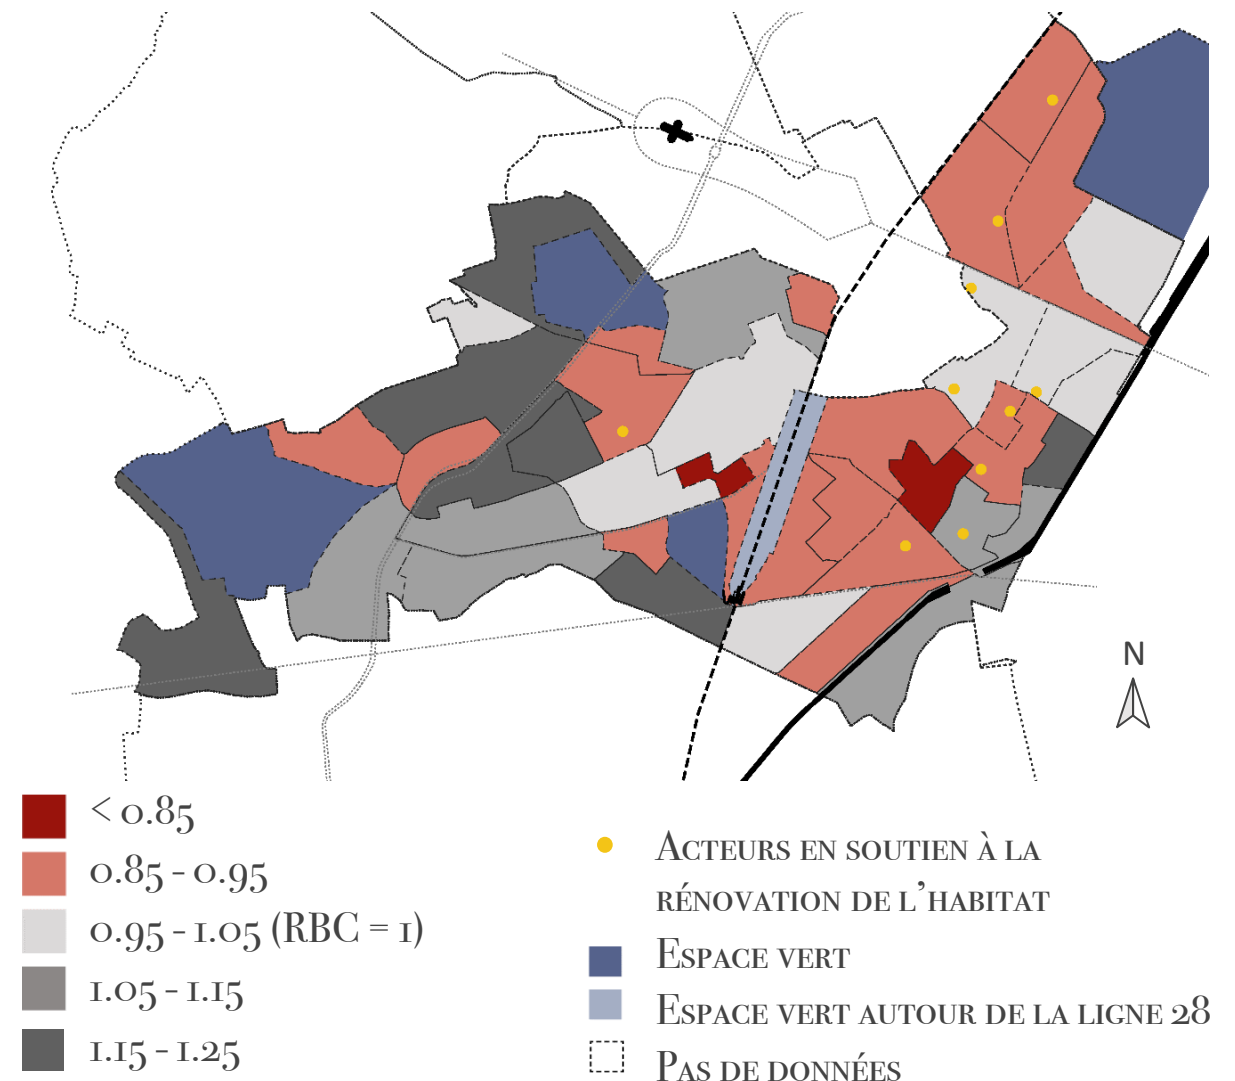 N
< 0.85
0.85 - 0.95
0.95 - 1.05 (RBC = 1)
1.05 - 1.15
1.15 - 1.25
Acteurs en soutien à la
rénovation de l'habitat
Espace vert
Espace vert autour de la ligne 28
Pas de données